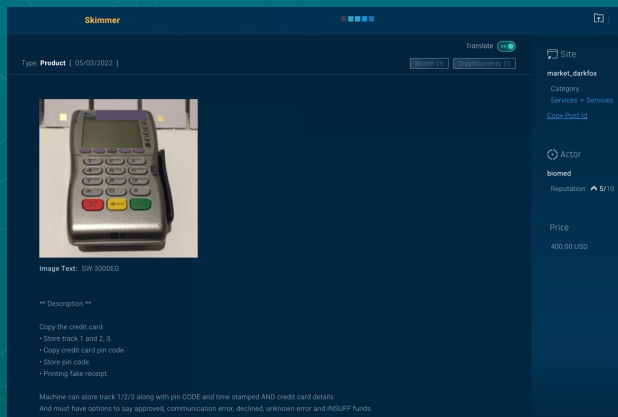 Skimmer
Translate ON
Type: Product | 05/03/2022 |
Bitcoin (1) Cryptocurrency (1)
Site
market_darkfox
Category:
Services > Services
Copy Post Id
Actor
biomed
Reputation: 5/10
Price
400.00 USD
Image Text: SW 300DE0
** Description **
Copy the credit card
• Store track 1 and 2, 3.
• Copy credit card pin code.
• Store pin code.
• Printing fake receipt.
Machine can store track 1/2/3 along with pin CODE and time stamped AND credit card details.
And must have options to say approved, communication error, declined, unknown error and INSUFF funds.